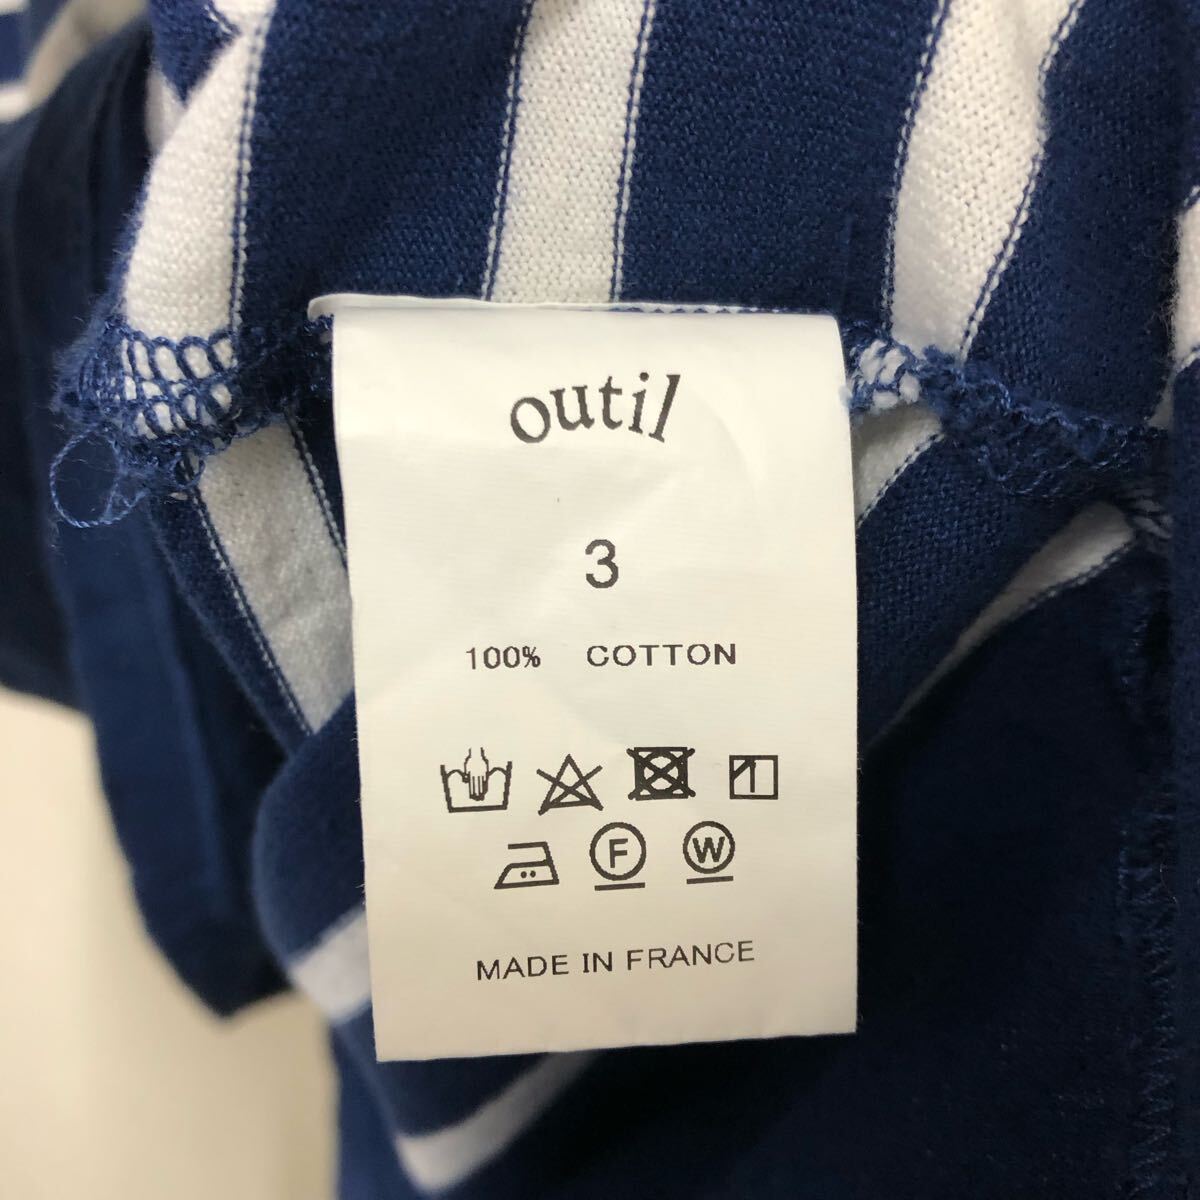 outil
3
100% COTTON
F W
MADE IN FRANCE